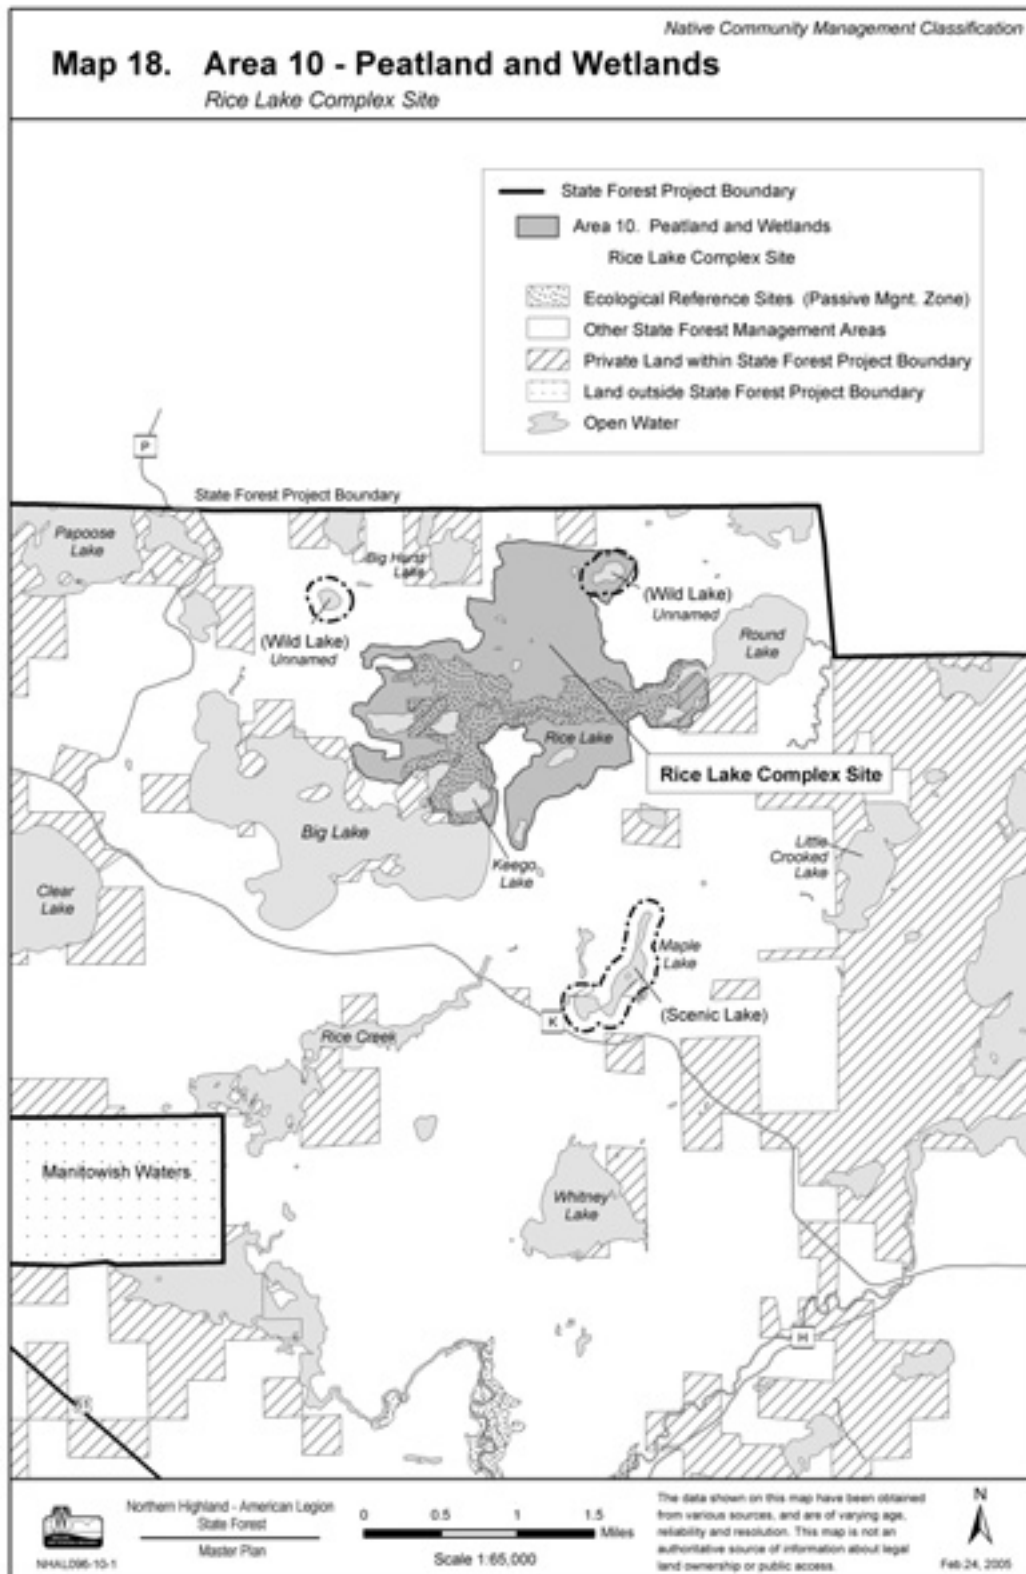 Native Community Management Classification
Map 18. Area 10 - Peatland and Wetlands
Rice Lake Complex Site
State Forest Project Boundary
Area 10. Peatland and Wetlands
Rice Lake Complex Site
Ecological Reference Sites (Passive Mgnt. Zone)
Other State Forest Management Areas
Private Land within State Forest Project Boundary
Land outside State Forest Project Boundary
Open Water
P
State Forest Project Boundary
Papoose
Lake
Big Hurst
Lake
(Wild Lake)
Unnamed
(Wild Lake)
Unnamed
Round
Lake
Rice Lake
Rice Lake Complex Site
Big Lake
Keego
Lake
Little
Crooked
Lake
Clear
Lake
Maple
Lake
(Scenic Lake)
K
Rice Creek
Manitowish Waters
Whitney
Lake
H
51
NHAL096-10-1
Northern Highland - American Legion
State Forest
Master Plan
0 .5 1 1.5
Miles
Scale 1:65,000
The data shown on this map have been obtained
from various sources, and are of varying age,
reliability and resolution. This map is not an
authoritative source of information about legal
land ownership or public access.
N
Feb 24, 2005